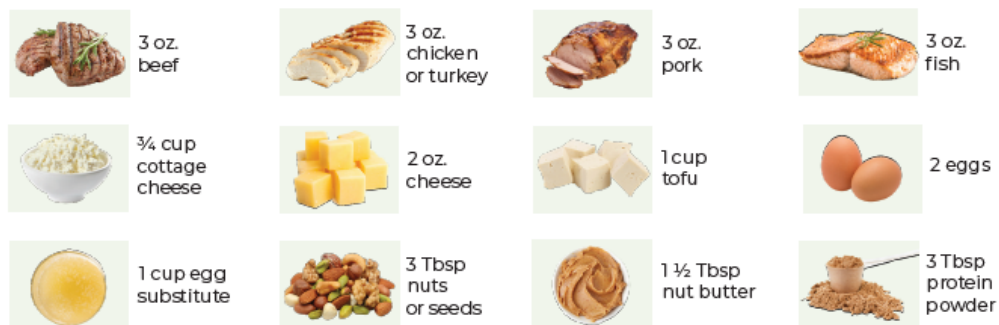 3 oz.
beef
3 oz.
chicken
or turkey
3 oz.
pork
3 oz.
fish
¾ cup
cottage
cheese
2 oz.
cheese
1 cup
tofu
2 eggs
1 cup egg
substitute
3 Tbsp
nuts
or seeds
1 ½ Tbsp
nut butter
3 Tbsp
protein
powder